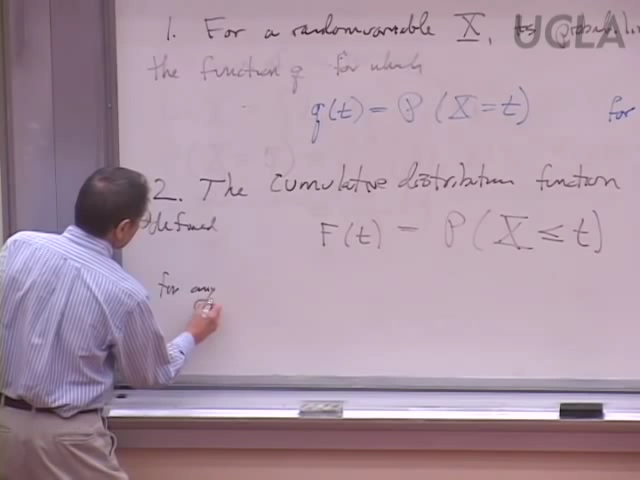 UCLA
1. For a random variable X, its probabili
the function q for which
q(t) = P(X=t) for
2. The cumulative distribution function
F(t) = P(X ≤ t)
for any